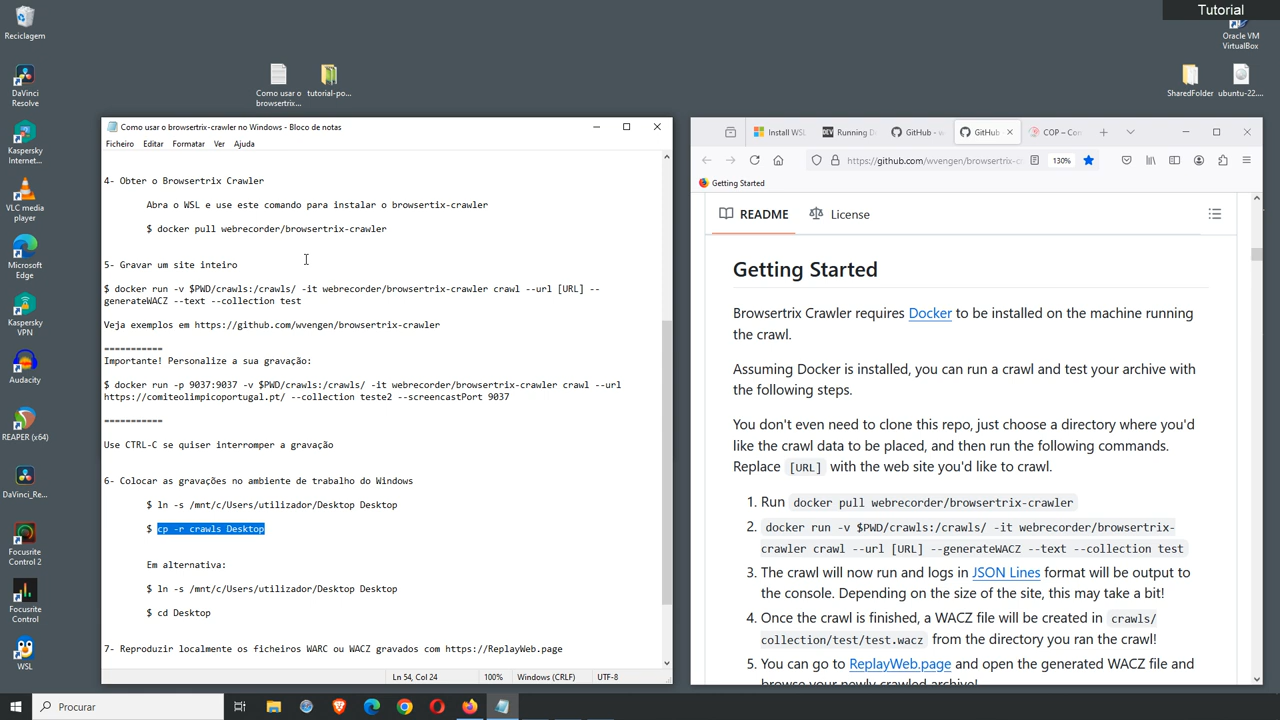 Tutorial
Reciclagem
DaVinci
Resolve
Kaspersky
Internet...
VLC media
player
Microsoft
Edge
Kaspersky
VPN
Audacity
REAPER (x64)
DaVinci_Re...
Focusrite
Control 2
Focusrite
Control
WSL
Como usar o
browsertrix...
tutorial-po...
Oracle VM
VirtualBox
SharedFolder
ubuntu-22....
Como usar o browsertrix-crawler no Windows - Bloco de notas
Ficheiro Editar Formatar Ver Ajuda
4- Obter o Browsertrix Crawler
Abra o WSL e use este comando para instalar o browsertix-crawler
$ docker pull webrecorder/browsertrix-crawler
5- Gravar um site inteiro
$ docker run -v $PWD/crawls:/crawls/ -it webrecorder/browsertrix-crawler crawl --url [URL] --
generateWACZ --text --collection test
Veja exemplos em https://github.com/wvengen/browsertrix-crawler
===========
Importante! Personalize a sua gravação:
$ docker run -p 9037:9037 -v $PWD/crawls:/crawls/ -it webrecorder/browsertrix-crawler crawl --url
https://comiteolimpicoportugal.pt/ --collection teste2 --screencastPort 9037
===========
Use CTRL-C se quiser interromper a gravação
6- Colocar as gravações no ambiente de trabalho do Windows
$ ln -s /mnt/c/Users/utilizador/Desktop Desktop
$ cp -r crawls Desktop
Em alternativa:
$ ln -s /mnt/c/Users/utilizador/Desktop Desktop
$ cd Desktop
7- Reproduzir localmente os ficheiros WARC ou WACZ gravados com https://ReplayWeb.page
Ln 54, Col 24 100% Windows (CRLF) UTF-8
Install WSL Running D GitHub - w GitHub COP – Con
https://github.com/wvengen/browsertrix-c 130%
Getting Started
README License
Getting Started
Browsertrix Crawler requires Docker to be installed on the machine running
the crawl.
Assuming Docker is installed, you can run a crawl and test your archive with
the following steps.
You don't even need to clone this repo, just choose a directory where you'd
like the crawl data to be placed, and then run the following commands.
Replace [URL] with the web site you'd like to crawl.
1. Run docker pull webrecorder/browsertrix-crawler
2. docker run -v $PWD/crawls:/crawls/ -it webrecorder/browsertrix-
crawler crawl --url [URL] --generateWACZ --text --collection test
3. The crawl will now run and logs in JSON Lines format will be output to
the console. Depending on the size of the site, this may take a bit!
4. Once the crawl is finished, a WACZ file will be created in crawls/
collection/test/test.wacz from the directory you ran the crawl!
5. You can go to ReplayWeb.page and open the generated WACZ file and
browse your newly crawled archive!
Procurar